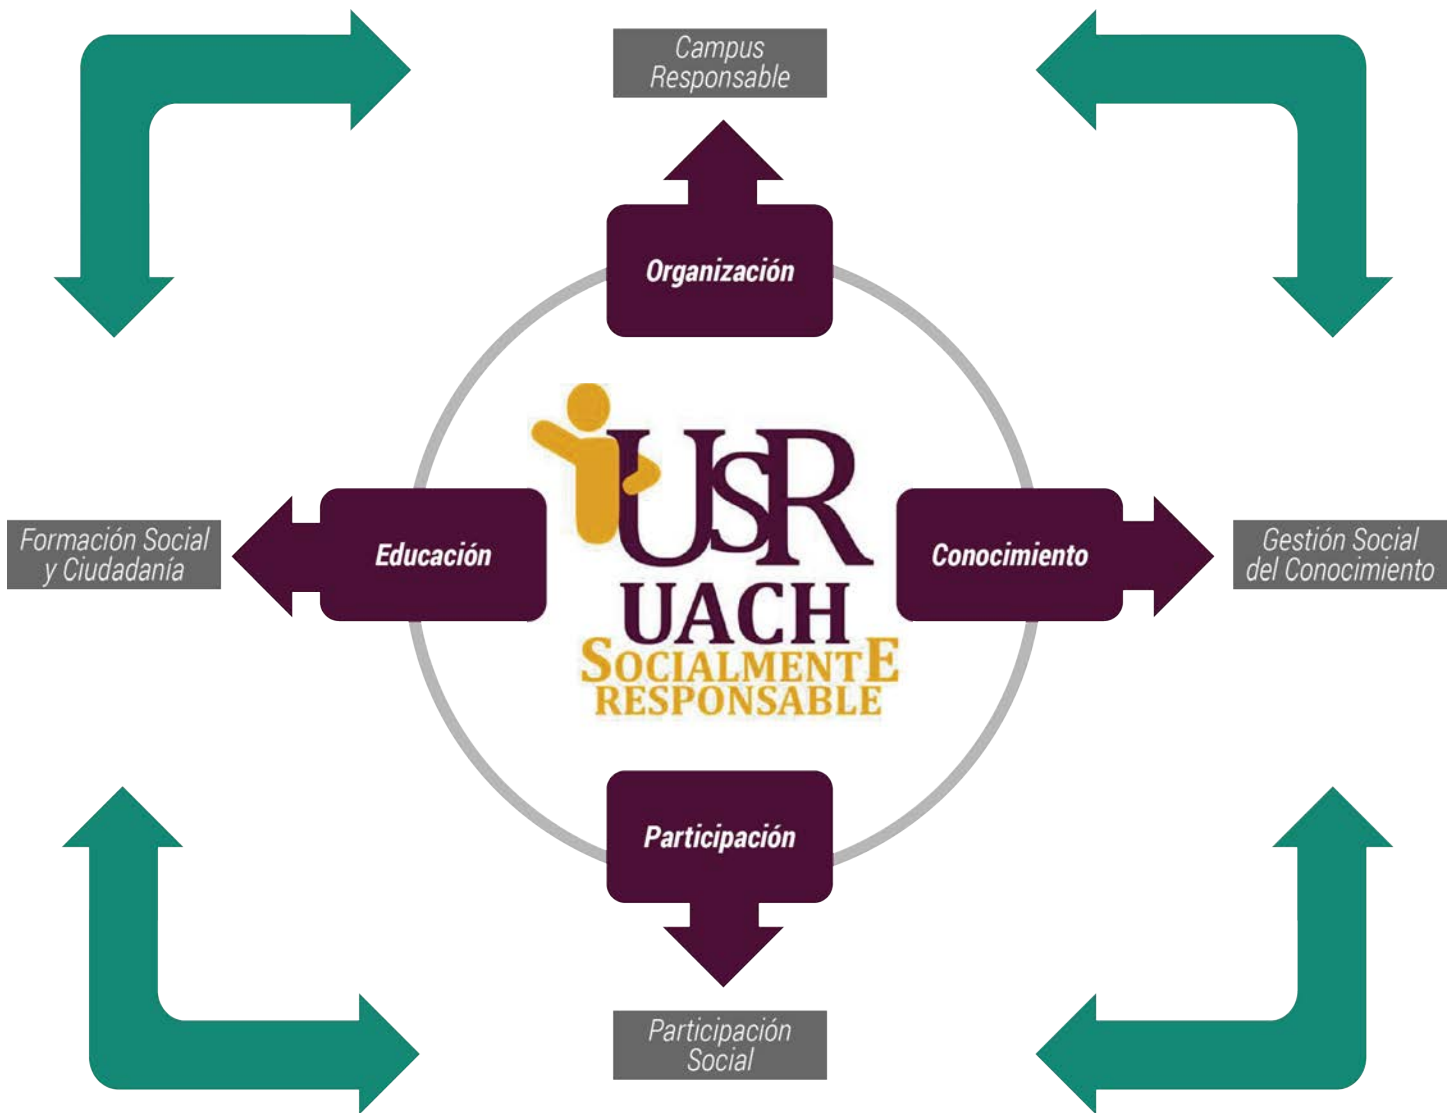 Campus
Responsable
Organización
Formación Social
y Ciudadanía
Educación
USR
UACH
SOCIALMENTE
RESPONSABLE
Conocimiento
Gestión Social
del Conocimiento
Participación
Participación
Social